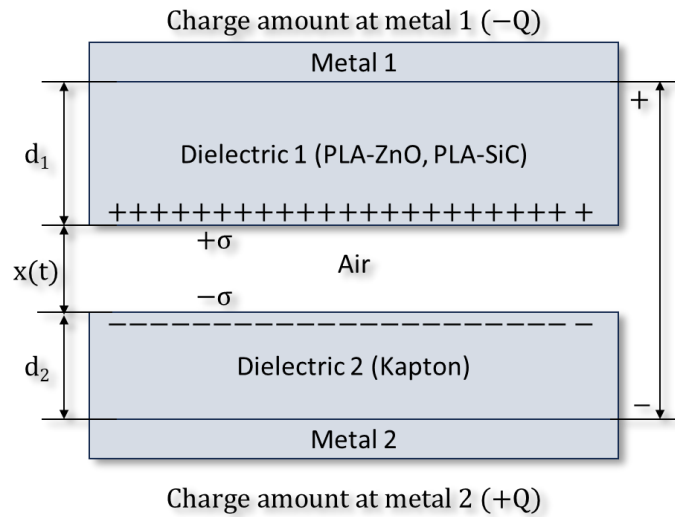 Charge amount at metal 1 (−Q)
Metal 1
+
d₁
Dielectric 1 (PLA-ZnO, PLA-SiC)
+++++++++++++++++++++++
+σ
x(t)
Air
−σ
−−−−−−−−−−−−−−−−−−−−−−−
d₂
Dielectric 2 (Kapton)
−
Metal 2
Charge amount at metal 2 (+Q)